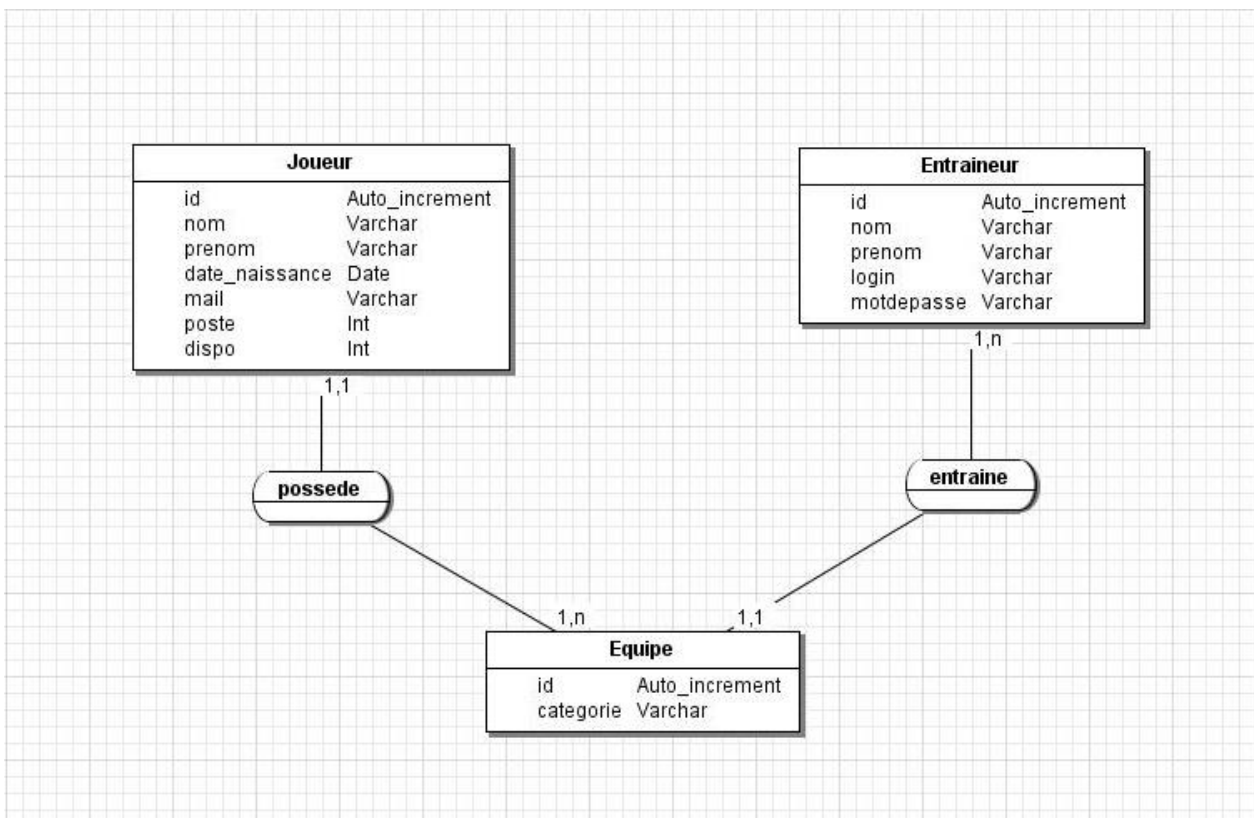 Joueur
id Auto_increment
nom Varchar
prenom Varchar
date_naissance Date
mail Varchar
poste Int
dispo Int
1,1
possede
Entraineur
id Auto_increment
nom Varchar
prenom Varchar
login Varchar
motdepasse Varchar
1,n
entraine
1,n
1,1
Equipe
id Auto_increment
categorie Varchar